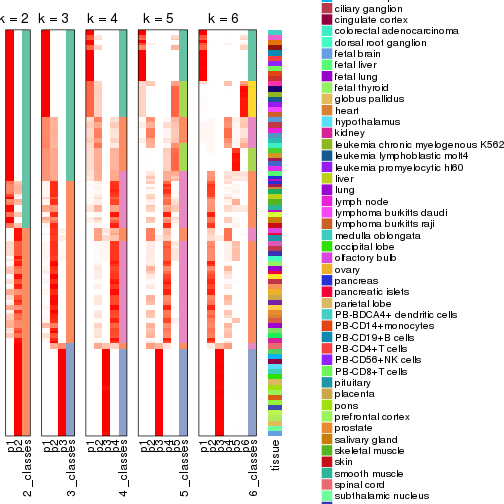 k = 2 k = 3 k = 4 k = 5 k = 6
ciliary ganglion
cingulate cortex
colorectal adenocarcinoma
dorsal root ganglion
fetal brain
fetal liver
fetal lung
fetal thyroid
globus pallidus
heart
hypothalamus
kidney
leukemia chronic myelogenous K562
leukemia lymphoblastic molt4
leukemia promyelocytic hl60
liver
lung
lymph node
lymphoma burkitts daudi
lymphoma burkitts raji
medulla oblongata
occipital lobe
olfactory bulb
ovary
pancreas
pancreatic islets
parietal lobe
PB-BDCA4+ dendritic cells
PB-CD14+monocytes
PB-CD19+B cells
PB-CD4+T cells
PB-CD56+NK cells
PB-CD8+T cells
pituitary
placenta
pons
prefrontal cortex
prostate
salivary gland
skeletal muscle
skin
smooth muscle
spinal cord
subthalamic nucleus
p1
p2
2_classes
p1
p2
p3
3_classes
p1
p2
p3
p4
4_classes
p1
p2
p3
p4
p5
5_classes
p1
p2
p3
p4
p5
p6
6_classes
tissue